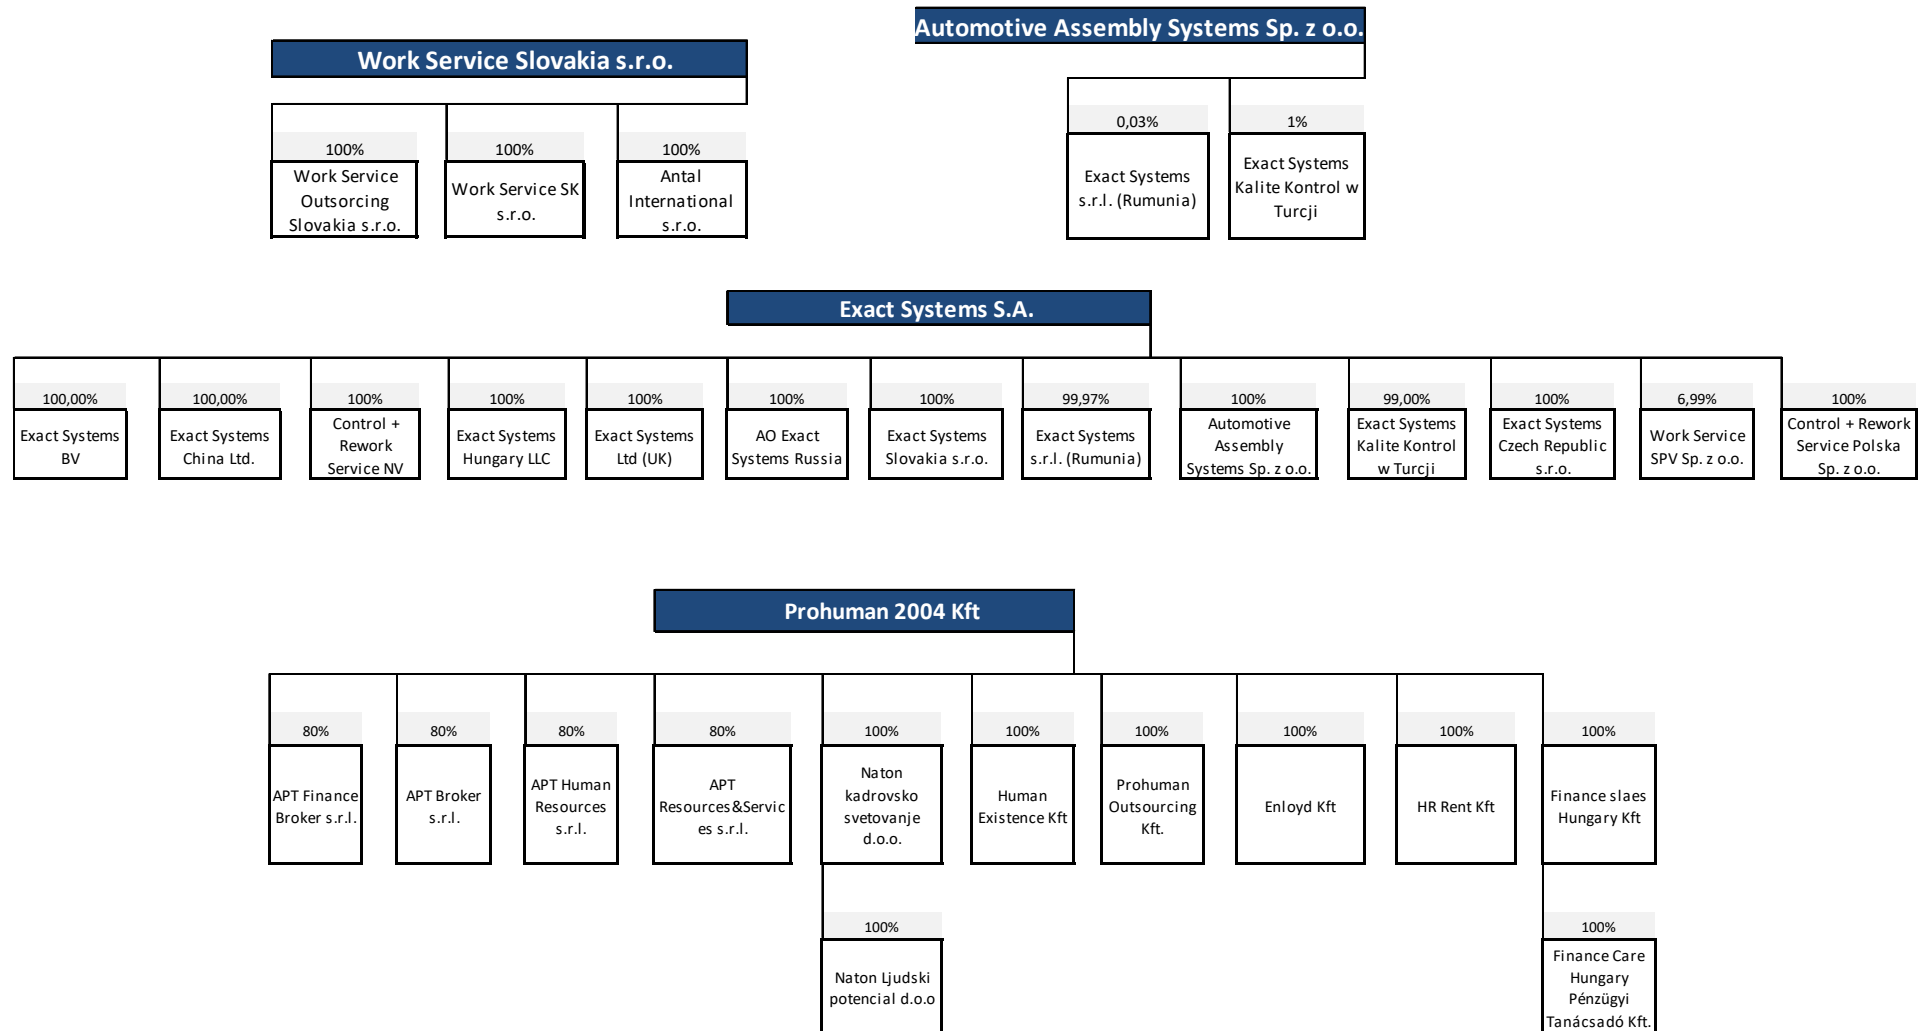 Automotive Assembly Systems Sp. z o.o.
Work Service Slovakia s.r.o.
0,03%
1%
Exact Systems
s.r.l. (Rumunia)
Exact Systems
Kalite Kontrol w
Turcji
100%
100%
100%
Work Service
Outsorcing
Slovakia s.r.o.
Work Service SK
s.r.o.
Antal
International
s.r.o.
Exact Systems S.A.
100,00%
100,00%
100%
100%
100%
100%
100%
99,97%
100%
99,00%
100%
6,99%
100%
Exact Systems
BV
Exact Systems
China Ltd.
Control +
Rework
Service NV
Exact Systems
Hungary LLC
Exact Systems
Ltd (UK)
AO Exact
Systems Russia
Exact Systems
Slovakia s.r.o.
Exact Systems
s.r.l. (Rumunia)
Automotive
Assembly
Systems Sp. z o.o.
Exact Systems
Kalite Kontrol
w Turcji
Exact Systems
Czech Republic
s.r.o.
Work Service
SPV Sp. z o.o.
Control + Rework
Service Polska
Sp. z o.o.
Prohuman 2004 Kft
80%
80%
80%
80%
100%
100%
100%
100%
100%
100%
APT Finance
Broker s.r.l.
APT Broker
s.r.l.
APT Human
Resources
s.r.l.
APT
Resources&Servic
es s.r.l.
Naton
kadrovsko
svetovanje
d.o.o.
Human
Existence Kft
Prohuman
Outsourcing
Kft.
Enloyd Kft
HR Rent Kft
Finance slaes
Hungary Kft
100%
100%
Naton Ljudski
potencial d.o.o
Finance Care
Hungary
Pénzügyi
Tanácsadó Kft.